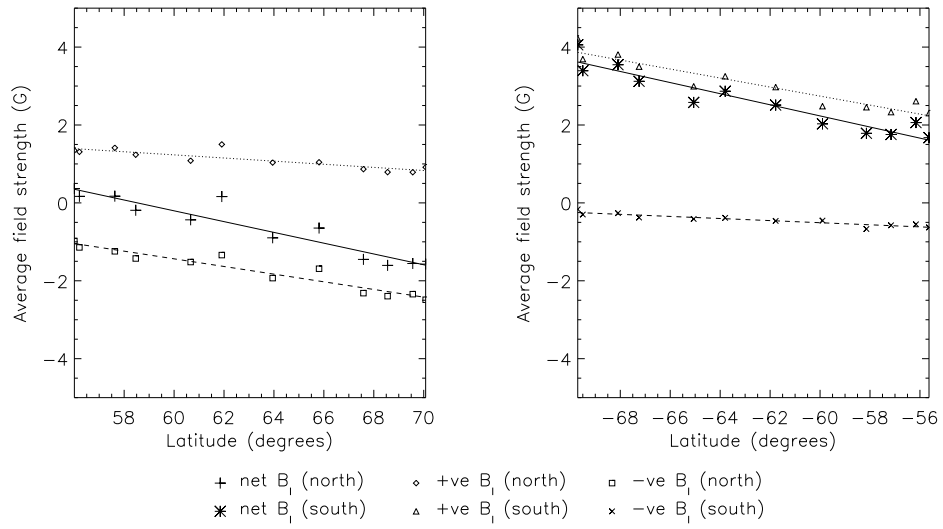 4
2
0
−2
−4
Average field strength (G)
58 60 62 64 66 68 70
Latitude (degrees)
4
2
0
−2
−4
Average field strength (G)
−68 −66 −64 −62 −60 −58 −56
Latitude (degrees)
net B_l (north) +ve B_l (north) −ve B_l (north)
net B_l (south) +ve B_l (south) −ve B_l (south)